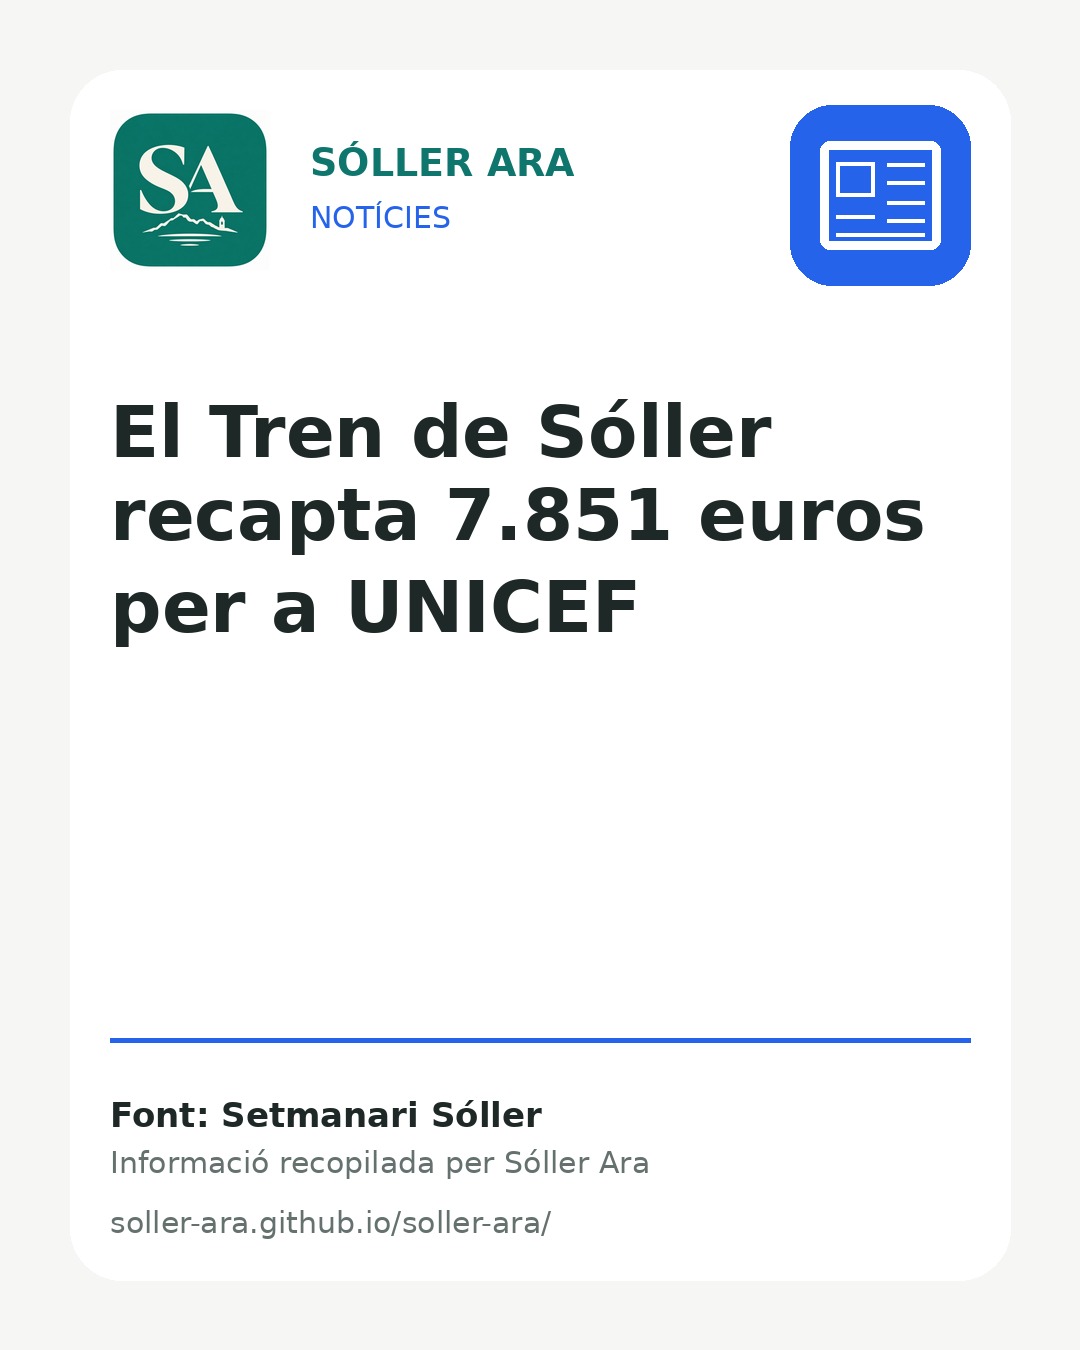 SA
SÓLLER ARA
NOTÍCIES
El Tren de Sóller
recapta 7.851 euros
per a UNICEF
Font: Setmanari Sóller
Informació recopilada per Sóller Ara
soller-ara.github.io/soller-ara/